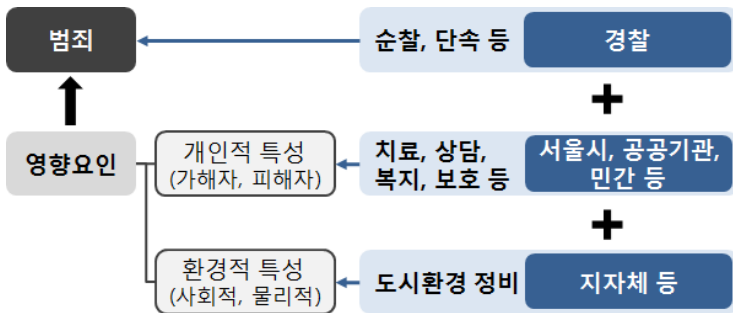 범죄
순찰, 단속 등
경찰
+
영향요인
개인적 특성
(가해자, 피해자)
치료, 상담,
복지, 보호 등
서울시, 공공기관,
민간 등
+
환경적 특성
(사회적, 물리적)
도시환경 정비
지자체 등